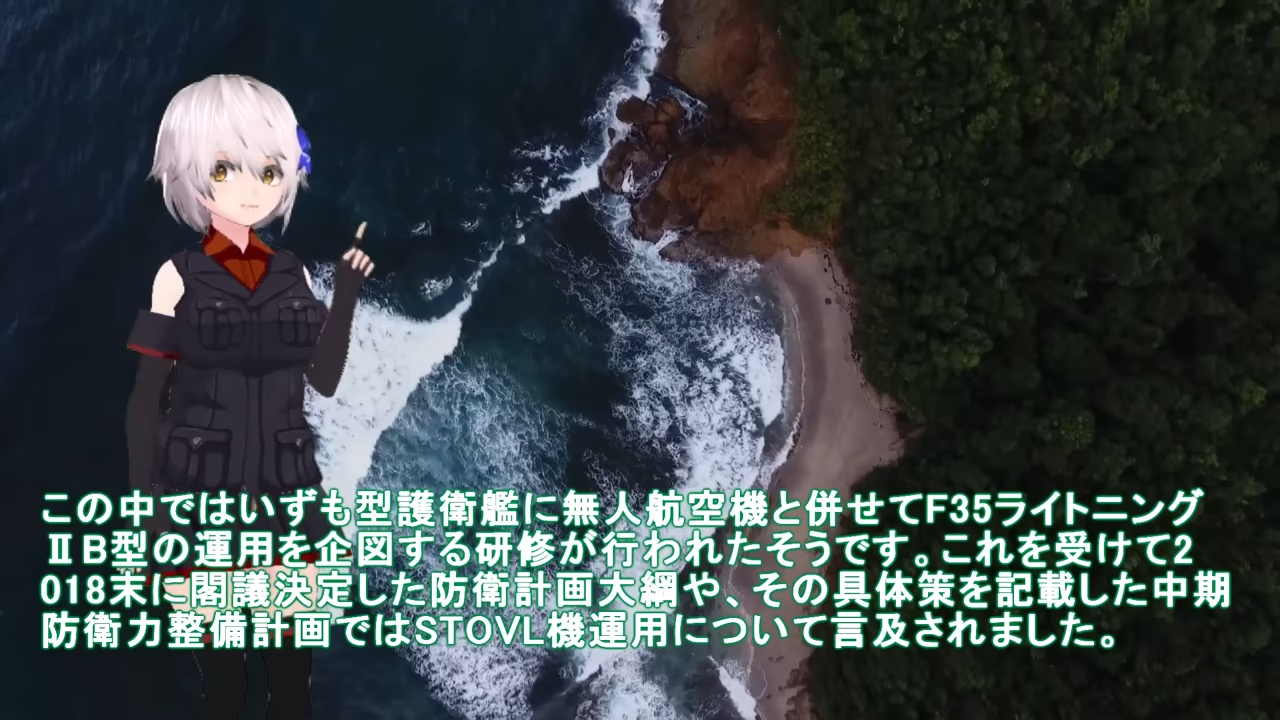 この中ではいずも型護衛艦に無人航空機と併せてF35ライトニング
ⅡB型の運用を企図する研修が行われたそうです。これを受けて2
018末に閣議決定した防衛計画大綱や、その具体策を記載した中期
防衛力整備計画ではSTOVL機運用について言及されました。